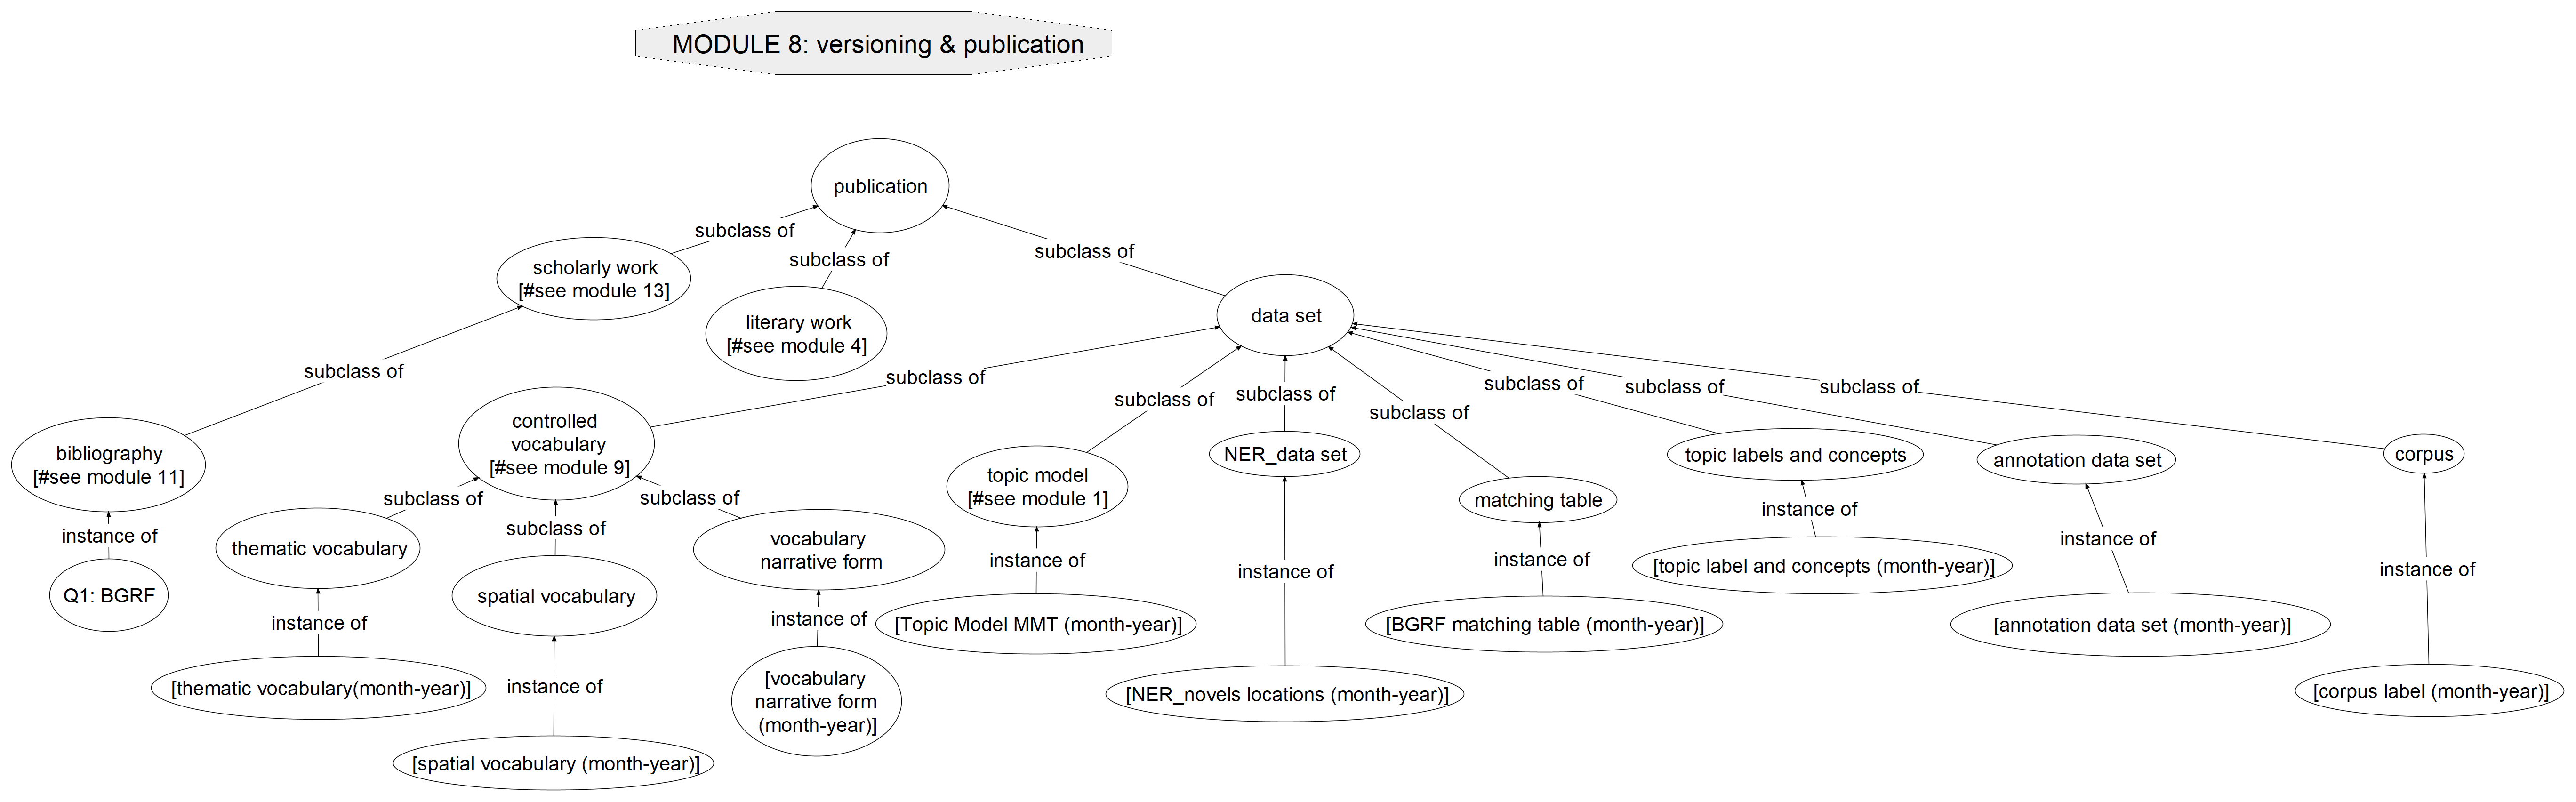 MODULE 8: versioning & publication
publication
subclass of
subclass of
subclass of
scholarly work
[#see module 13]
literary work
[#see module 4]
data set
subclass of
subclass of
subclass of
subclass of
subclass of
subclass of
subclass of
subclass of
bibliography
[#see module 11]
controlled
vocabulary
[#see module 9]
topic model
[#see module 1]
NER_data set
matching table
topic labels and concepts
annotation data set
corpus
subclass of
subclass of
subclass of
instance of
Q1: BGRF
thematic vocabulary
spatial vocabulary
vocabulary
narrative form
instance of
instance of
instance of
instance of
instance of
instance of
instance of
instance of
instance of
[thematic vocabulary(month-year)]
[spatial vocabulary (month-year)]
[vocabulary
narrative form
(month-year)]
[Topic Model MMT (month-year)]
[NER_novels locations (month-year)]
[BGRF matching table (month-year)]
[topic label and concepts (month-year)]
[annotation data set (month-year)]
[corpus label (month-year)]